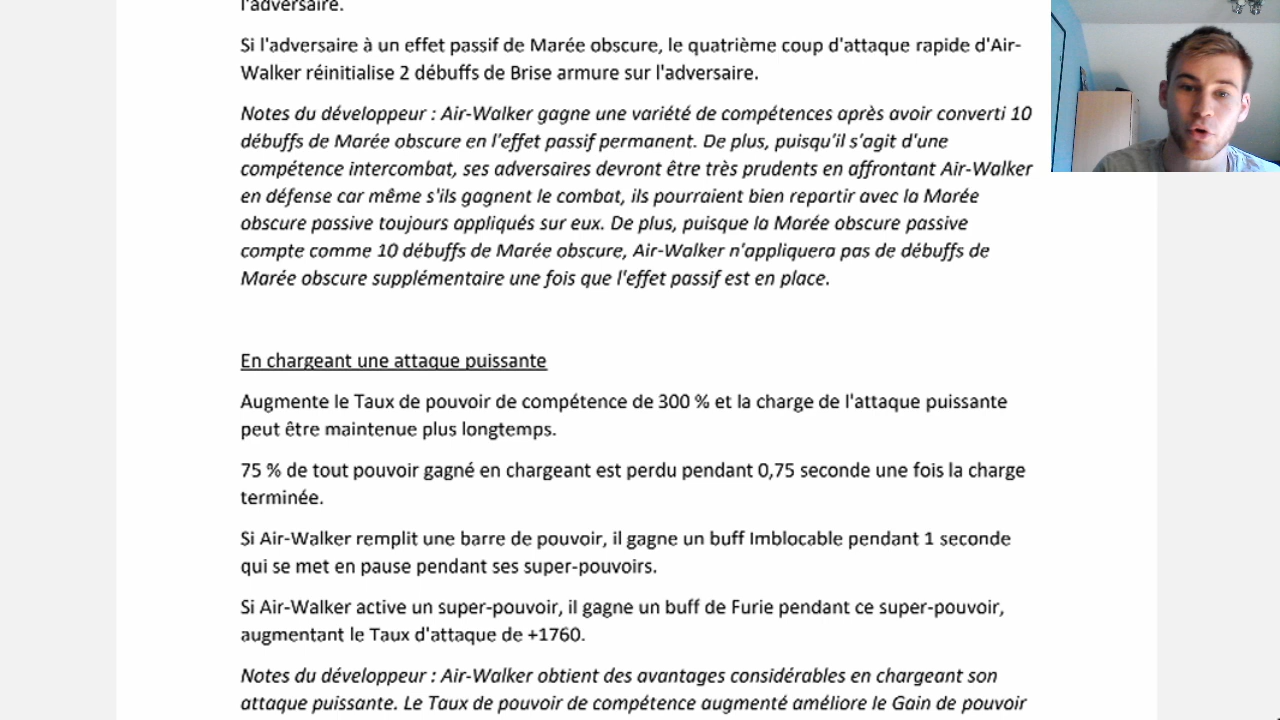 l'adversaire.
Si l'adversaire à un effet passif de Marée obscure, le quatrième coup d'attaque rapide d'Air-
Walker réinitialise 2 débuffs de Brise armure sur l'adversaire.
Notes du développeur : Air-Walker gagne une variété de compétences après avoir converti 10
débuffs de Marée obscure en l'effet passif permanent. De plus, puisqu'il s'agit d'une
compétence intercombat, ses adversaires devront être très prudents en affrontant Air-Walker
en défense car même s'ils gagnent le combat, ils pourraient bien repartir avec la Marée
obscure passive toujours appliqués sur eux. De plus, puisque la Marée obscure passive
compte comme 10 débuffs de Marée obscure, Air-Walker n'appliquera pas de débuffs de
Marée obscure supplémentaire une fois que l'effet passif est en place.
En chargeant une attaque puissante
Augmente le Taux de pouvoir de compétence de 300 % et la charge de l'attaque puissante
peut être maintenue plus longtemps.
75 % de tout pouvoir gagné en chargeant est perdu pendant 0,75 seconde une fois la charge
terminée.
Si Air-Walker remplit une barre de pouvoir, il gagne un buff Imblocable pendant 1 seconde
qui se met en pause pendant ses super-pouvoirs.
Si Air-Walker active un super-pouvoir, il gagne un buff de Furie pendant ce super-pouvoir,
augmentant le Taux d'attaque de +1760.
Notes du développeur : Air-Walker obtient des avantages considérables en chargeant son
attaque puissante. Le Taux de pouvoir de compétence augmenté améliore le Gain de pouvoir